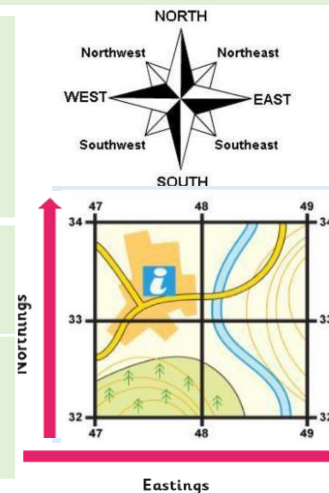 NORTH
Northwest Northeast
WEST EAST
Southwest Southeast
SOUTH
47 48 49
34 34
i
33 33
32 32
47 48 49
Northings
Eastings